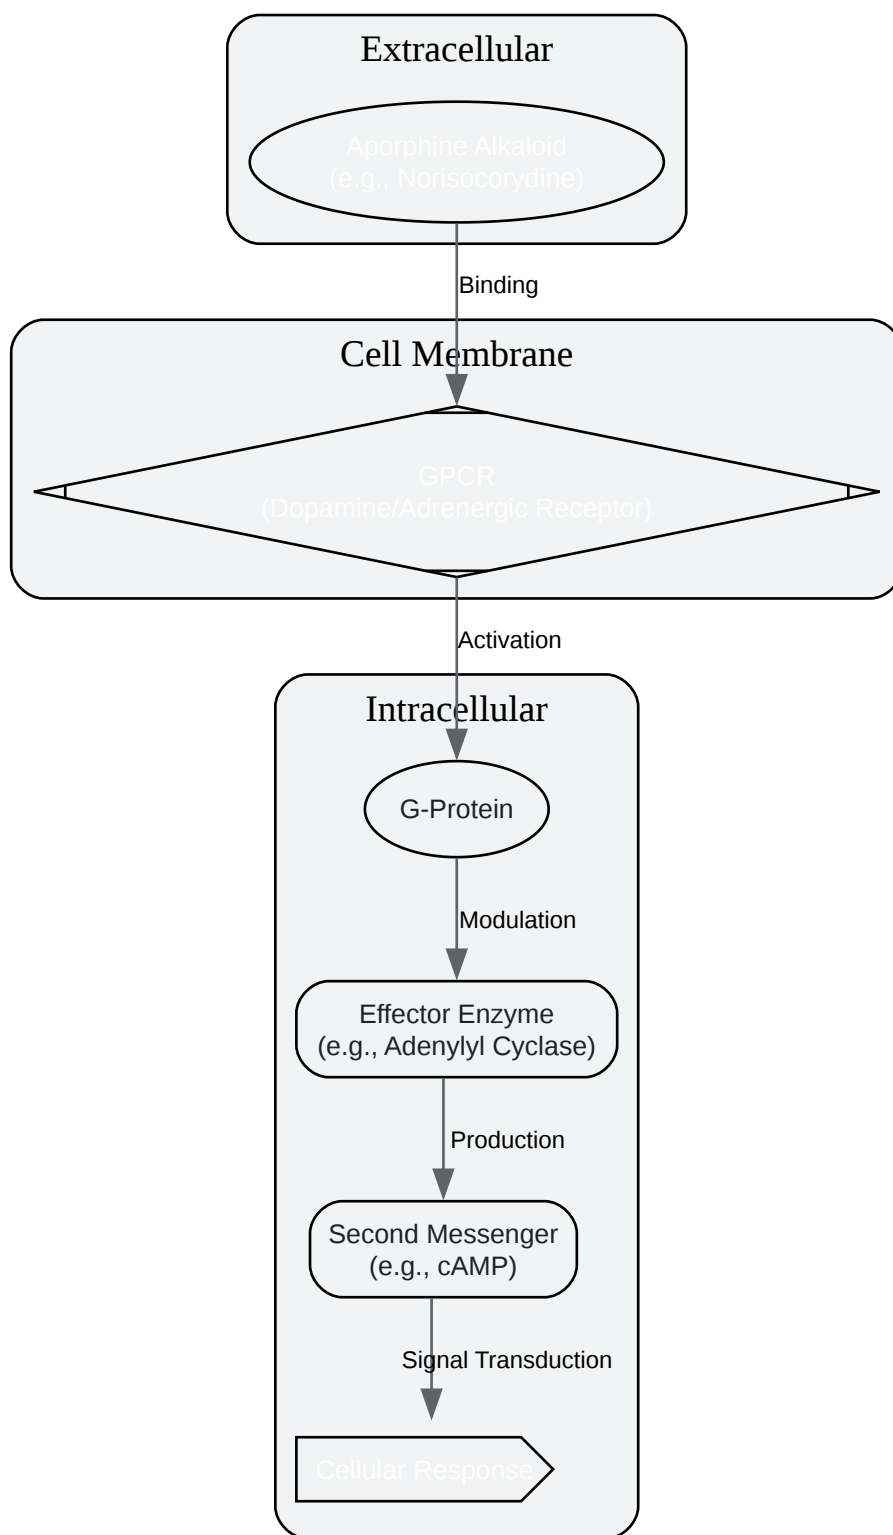 Extracellular
Aporphine Alkaloid
(e.g., Norisocorydine)
Binding
Cell Membrane
GPCR
(Dopamine/Adrenergic Receptor)
Activation
Intracellular
G-Protein
Modulation
Effector Enzyme
(e.g., Adenylyl Cyclase)
Production
Second Messenger
(e.g., cAMP)
Signal Transduction
Cellular Response